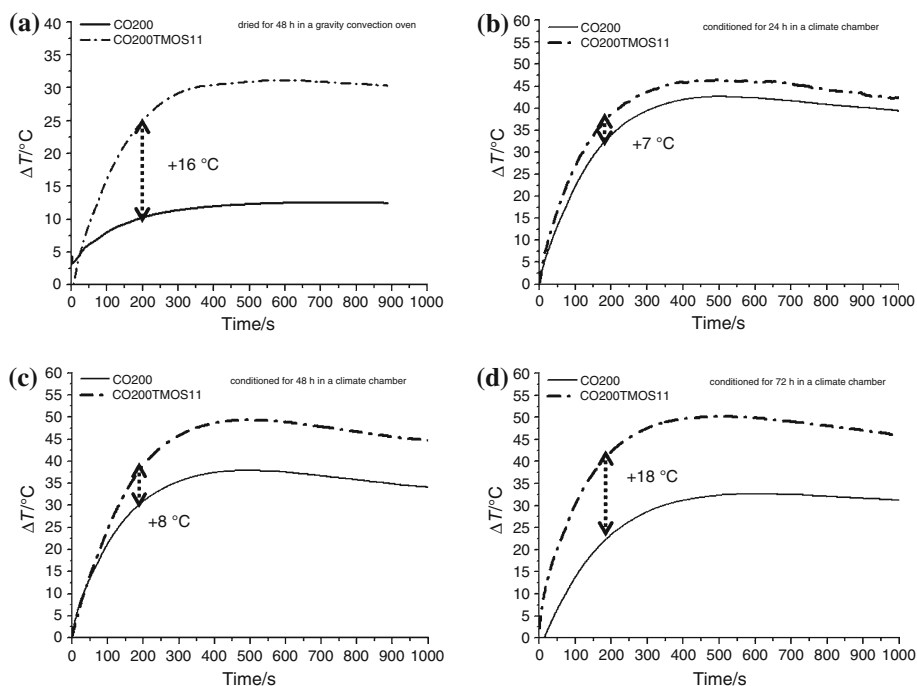 (a)
CO200
CO200TMOS11
dried for 48 h in a gravity convection oven
40
35
30
25
20
15
10
5
0
ΔT/°C
+16 °C
0 100 200 300 400 500 600 700 800 900 1000
Time/s
(b)
CO200
CO200TMOS11
conditioned for 24 h in a climate chamber
60
55
50
45
40
35
30
25
20
15
10
5
0
ΔT/°C
+7 °C
0 100 200 300 400 500 600 700 800 900 1000
Time/s
(c)
CO200
CO200TMOS11
conditioned for 48 h in a climate chamber
60
55
50
45
40
35
30
25
20
15
10
5
0
ΔT/°C
+8 °C
0 100 200 300 400 500 600 700 800 900 1000
Time/s
(d)
CO200
CO200TMOS11
conditioned for 72 h in a climate chamber
60
55
50
45
40
35
30
25
20
15
10
5
0
ΔT/°C
+18 °C
0 100 200 300 400 500 600 700 800 900 1000
Time/s